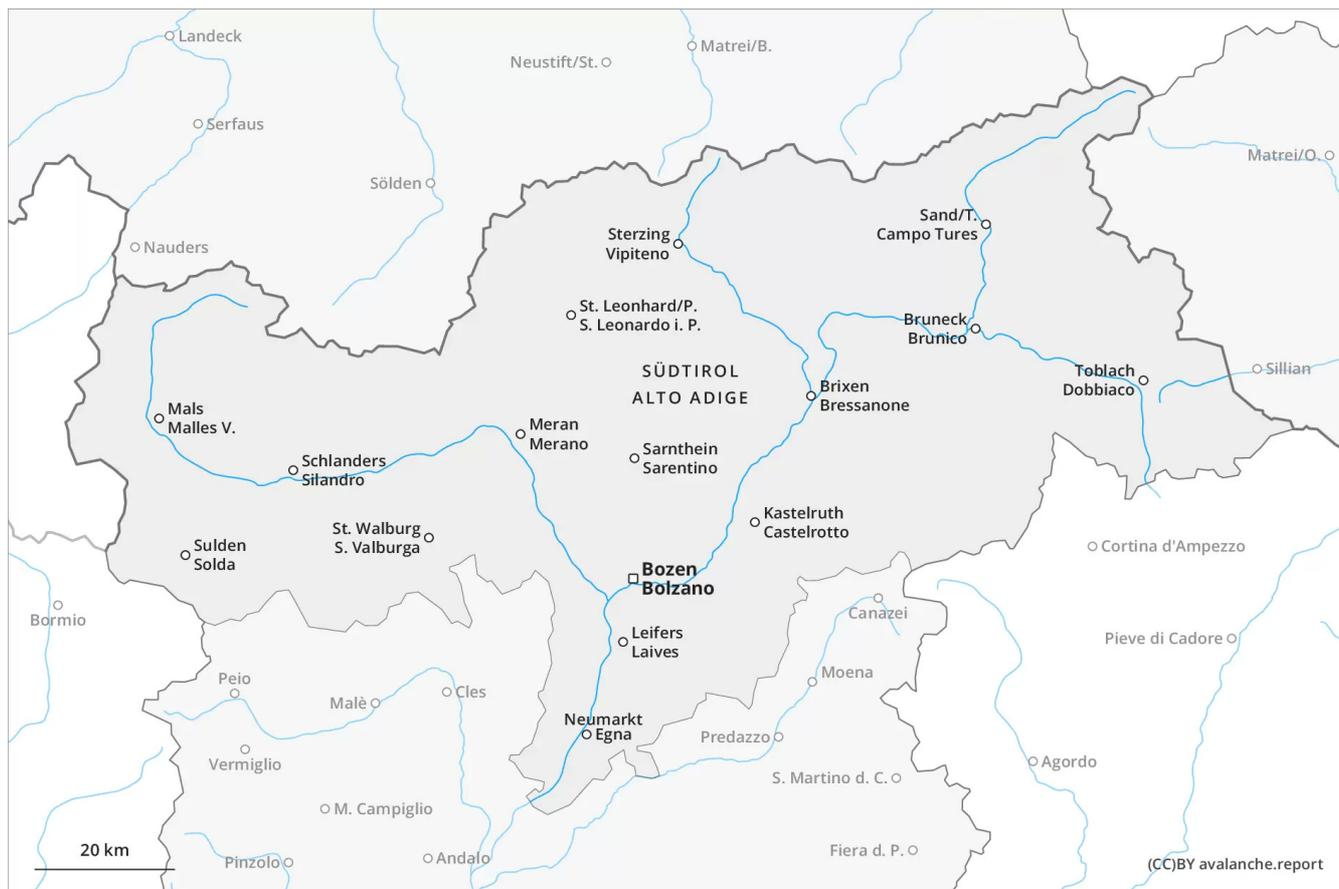 Landeck
Neustift/St.
Matrei/B.
Serfaus
Matrei/O.
Sölden
Nauders
Sand/T.
Campo Tures
Sterzing
Vipiteno
St. Leonhard/P.
S. Leonardo i. P.
Bruneck
Brunico
SÜDTIROL
ALTO ADIGE
Toblach
Dobbiaco
Sillian
Brixen
Bressanone
Mals
Malles V.
Meran
Merano
Sarnthein
Sarentino
Schlanders
Silandro
Kastelruth
Castelrotto
St. Walburg
S. Valburga
Sulden
Solda
Cortina d'Ampezzo
Bozen
Bolzano
Bormio
Canazei
Leifers
Laives
Pieve di Cadore
Peio
Malè
Cles
Moena
Neumarkt
Egna
Predazzo
Vermiglio
Agordo
S. Martino d. C.
M. Campiglio
20 km
Pinzolo
Andalo
Fiera d. P.
(CC)BY avalanche.report